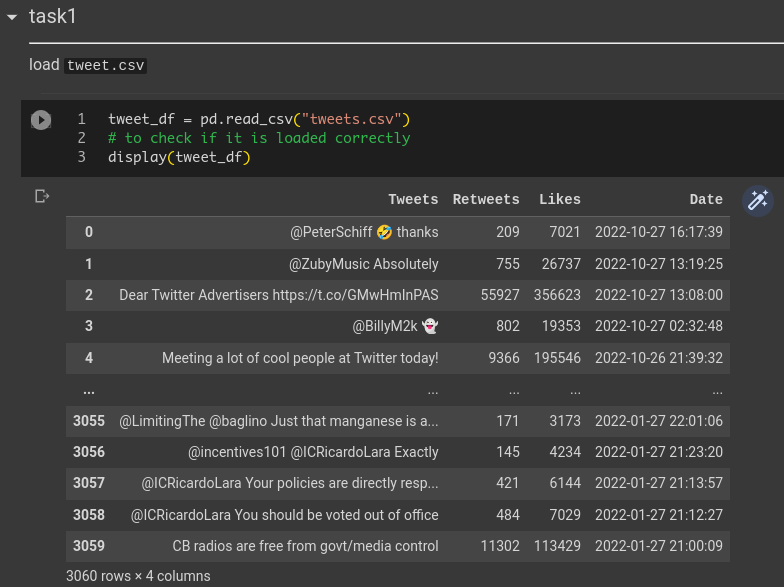 task1
load tweet.csv
1 tweet_df = pd.read_csv("tweets.csv")
2 # to check if it is loaded correctly
3 display(tweet_df)
Tweets Retweets Likes Date
0 @PeterSchiff 🤣 thanks 209 7021 2022-10-27 16:17:39
1 @ZubyMusic Absolutely 755 26737 2022-10-27 13:19:25
2 Dear Twitter Advertisers https://t.co/GMwHmInPAS 55927 356623 2022-10-27 13:08:00
3 @BillyM2k 👻 802 19353 2022-10-27 02:32:48
4 Meeting a lot of cool people at Twitter today! 9366 195546 2022-10-26 21:39:32
... ... ... ... ...
3055 @LimitingThe @baglino Just that manganese is a... 171 3173 2022-01-27 22:01:06
3056 @incentives101 @ICRicardoLara Exactly 145 4234 2022-01-27 21:23:20
3057 @ICRicardoLara Your policies are directly resp... 421 6144 2022-01-27 21:13:57
3058 @ICRicardoLara You should be voted out of office 484 7029 2022-01-27 21:12:27
3059 CB radios are free from govt/media control 11302 113429 2022-01-27 21:00:09
3060 rows × 4 columns